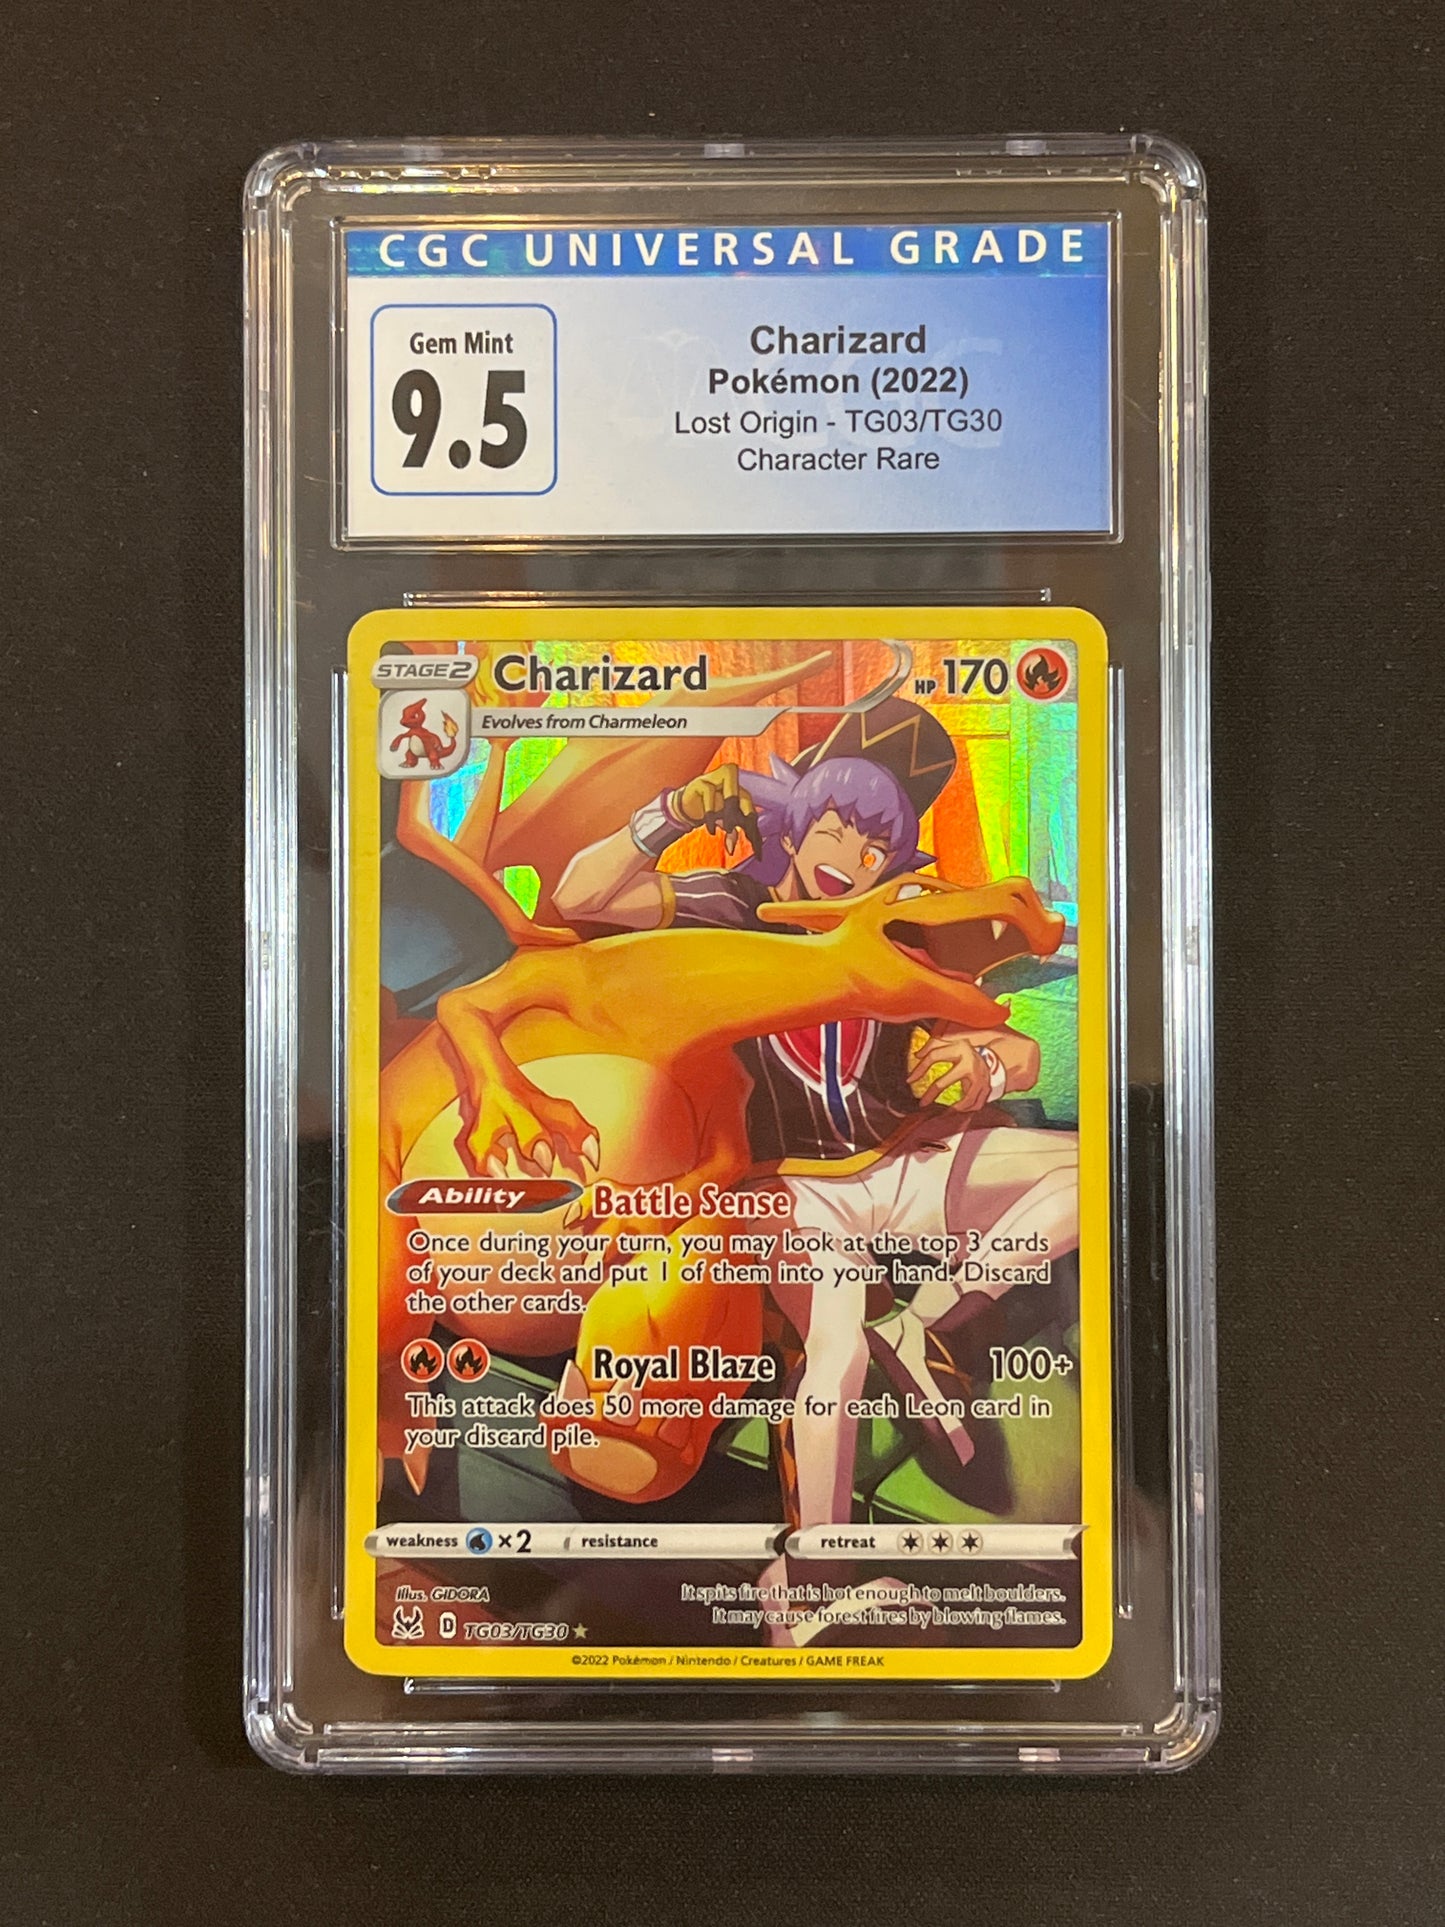 CGC UNIVERSAL GRADE
Gem Mint
9.5
Charizard
Pokémon (2022)
Lost Origin - TG03/TG30
Character Rare
STAGE 2
Charizard
HP 170
Evolves from Charmeleon
Ability Battle Sense
Once during your turn, you may look at the top 3 cards
of your deck and put 1 of them into your hand. Discard
the other cards.
Royal Blaze 100+
This attack does 50 more damage for each Leon card in
your discard pile.
weakness ×2 resistance retreat
Illus. GIDORA
It spits fire that is hot enough to melt boulders.
It may cause forest fires by blowing flames.
D TG03/TG30
©2022 Pokémon / Nintendo / Creatures / GAME FREAK